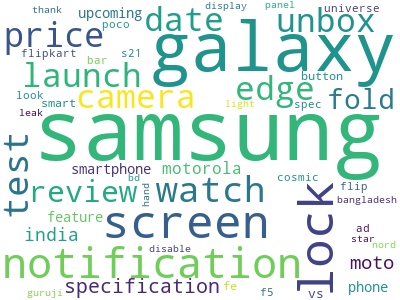 thank
display
panel
universe
upcoming
poco
date
unbox
price
galaxy
flipkart
s21
bar
launch
look
smart
camera
edge
button
fold
leak
light
spec
samsung
test
smartphone
motorola
bd
cosmic
review
hand
watch
lock
flip
bangladesh
feature
screen
india
ad
star
notification
disable
nord
moto
specification
guruji
fe
f5
vs
phone